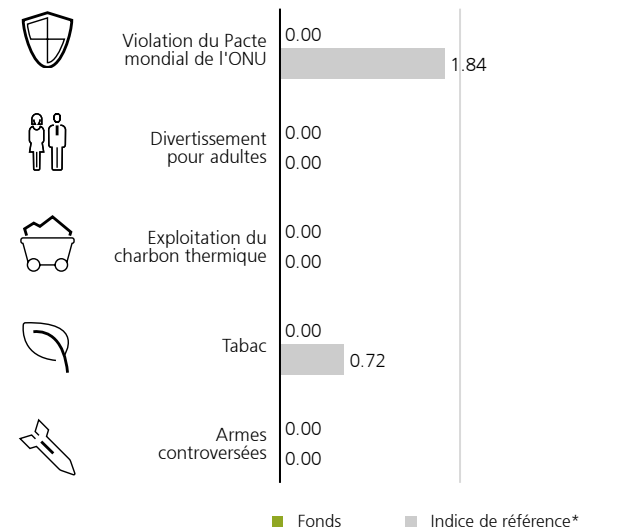 Violation du Pacte
mondial de l'ONU
0.00
1.84
Divertissement
pour adultes
0.00
0.00
Exploitation du
charbon thermique
0.00
0.00
Tabac
0.00
0.72
Armes
controversées
0.00
0.00
Fonds
Indice de référence*